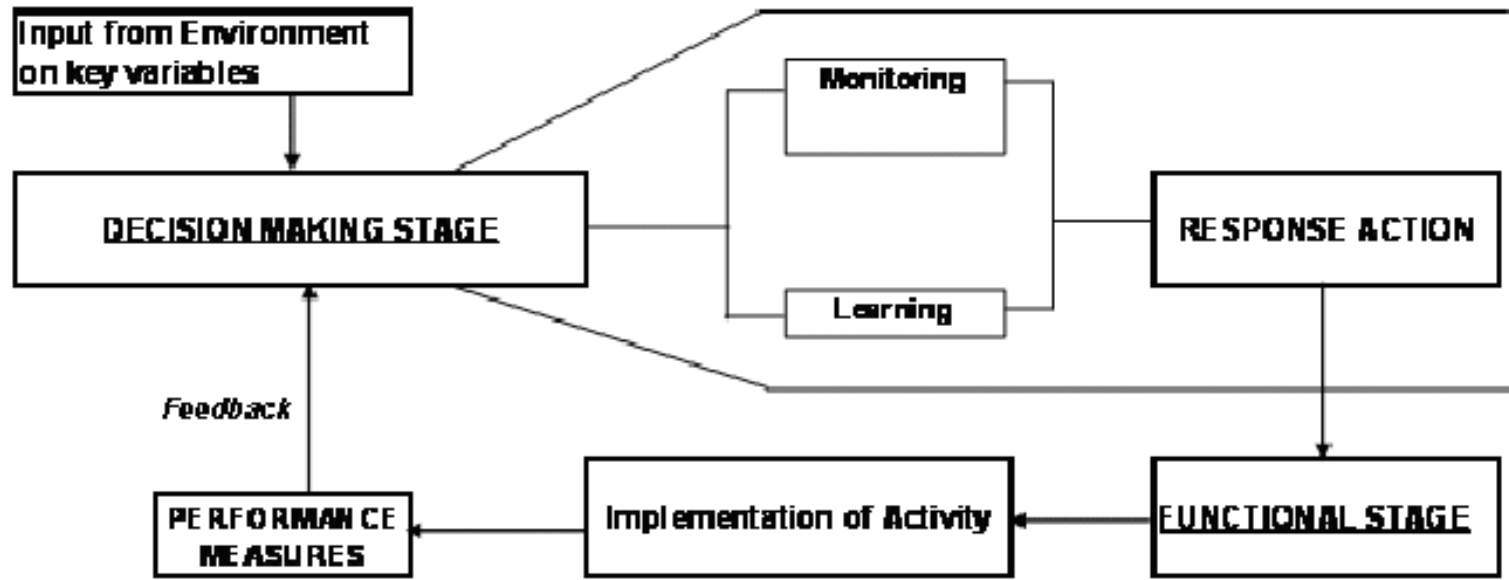 Input from Environment
on key variables
Monitoring
DECISION MAKING STAGE
RESPONSE ACTION
Learning
Feedback
PERFORMANCE
MEASURES
Implementation of Activity
FUNCTIONAL STAGE